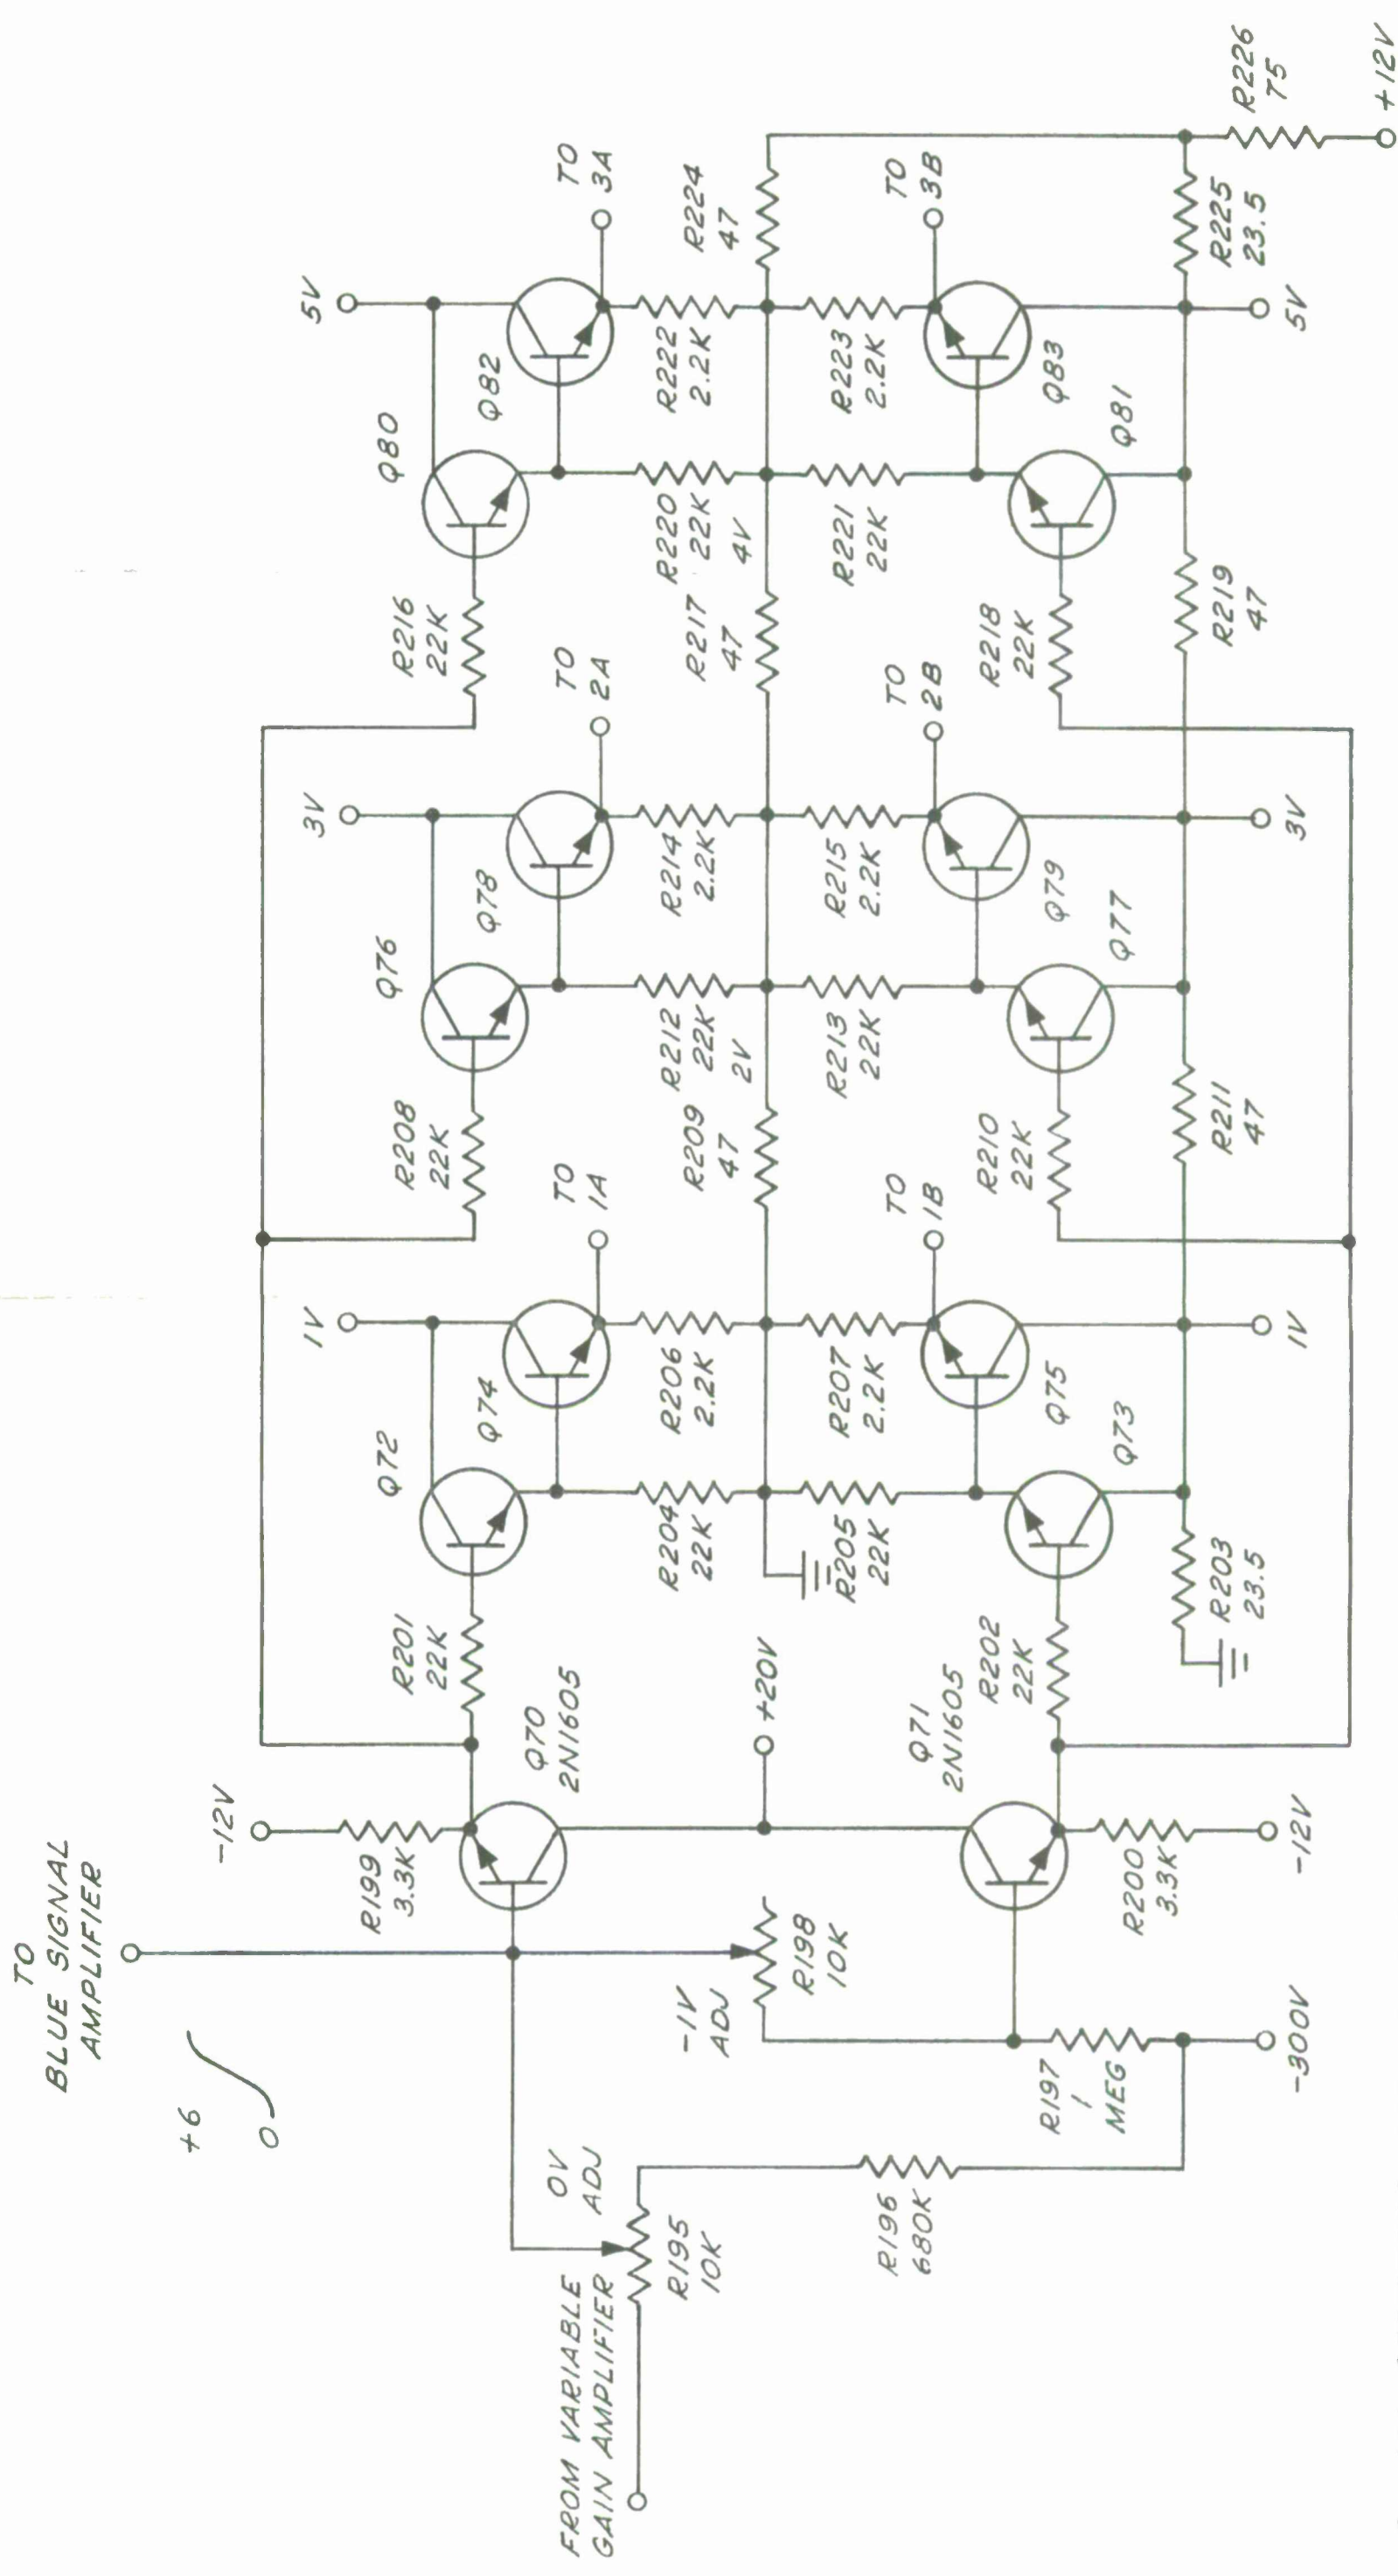 TO
BLUE SIGNAL
AMPLIFIER
+6
0
FROM VARIABLE
GAIN AMPLIFIER
0V
ADJ
R195
10K
R196
680K
R197
1
MEG
-300V
-1V
ADJ
R198
10K
-12V
R199
3.3K
Q70
2N1605
+20V
Q71
2N1605
R200
3.3K
-12V
R201
22K
R202
22K
R203
23.5
Q72
Q74
1V
TO
1A
R204
22K
R206
2.2K
R205
22K
R207
2.2K
TO
1B
Q75
Q73
1V
R208
22K
R209
47
R210
22K
R211
47
Q76
Q78
3V
TO
2A
R212
22K
2V
R214
2.2K
R213
22K
R215
2.2K
TO
2B
Q79
Q77
3V
R216
22K
R217
47
R218
22K
R219
47
Q80
Q82
5V
TO
3A
R220
22K
4V
R222
2.2K
R221
22K
R223
2.2K
TO
3B
Q83
Q81
5V
R224
47
R225
23.5
R226
75
+12V